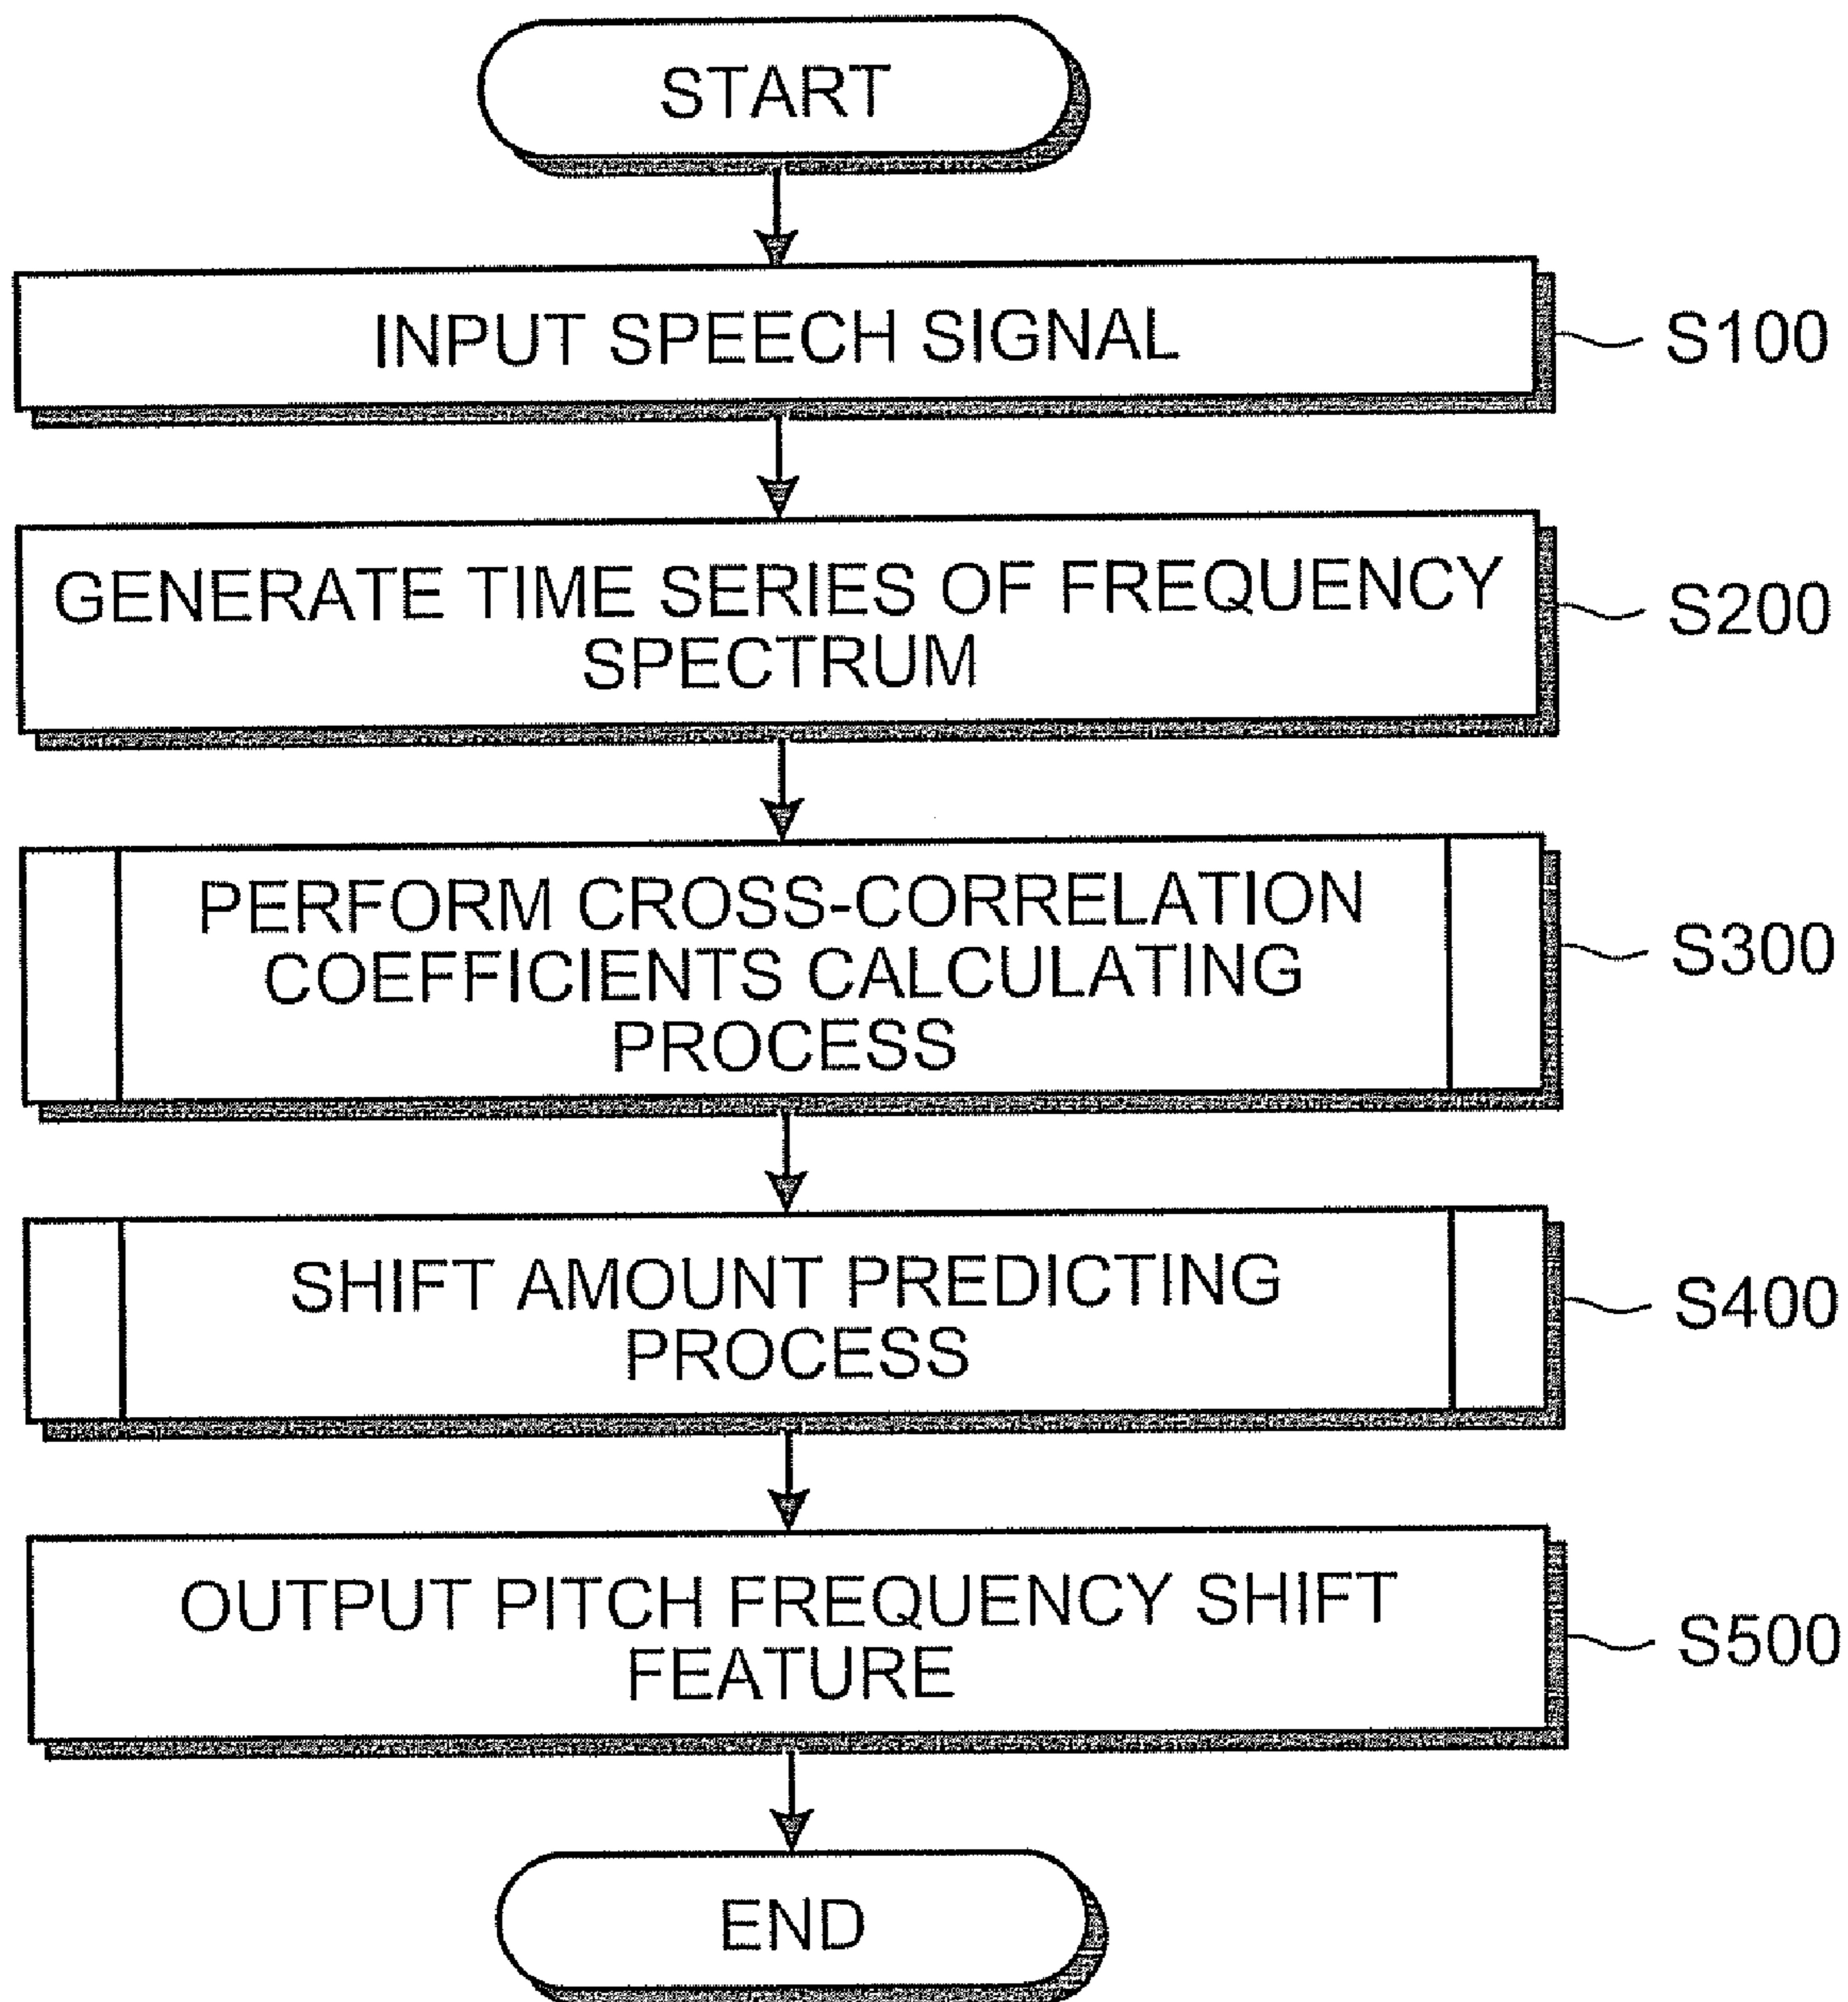 START
INPUT SPEECH SIGNAL
S100
GENERATE TIME SERIES OF FREQUENCY
SPECTRUM
S200
PERFORM CROSS-CORRELATION
COEFFICIENTS CALCULATING
PROCESS
S300
SHIFT AMOUNT PREDICTING
PROCESS
S400
OUTPUT PITCH FREQUENCY SHIFT
FEATURE
S500
END